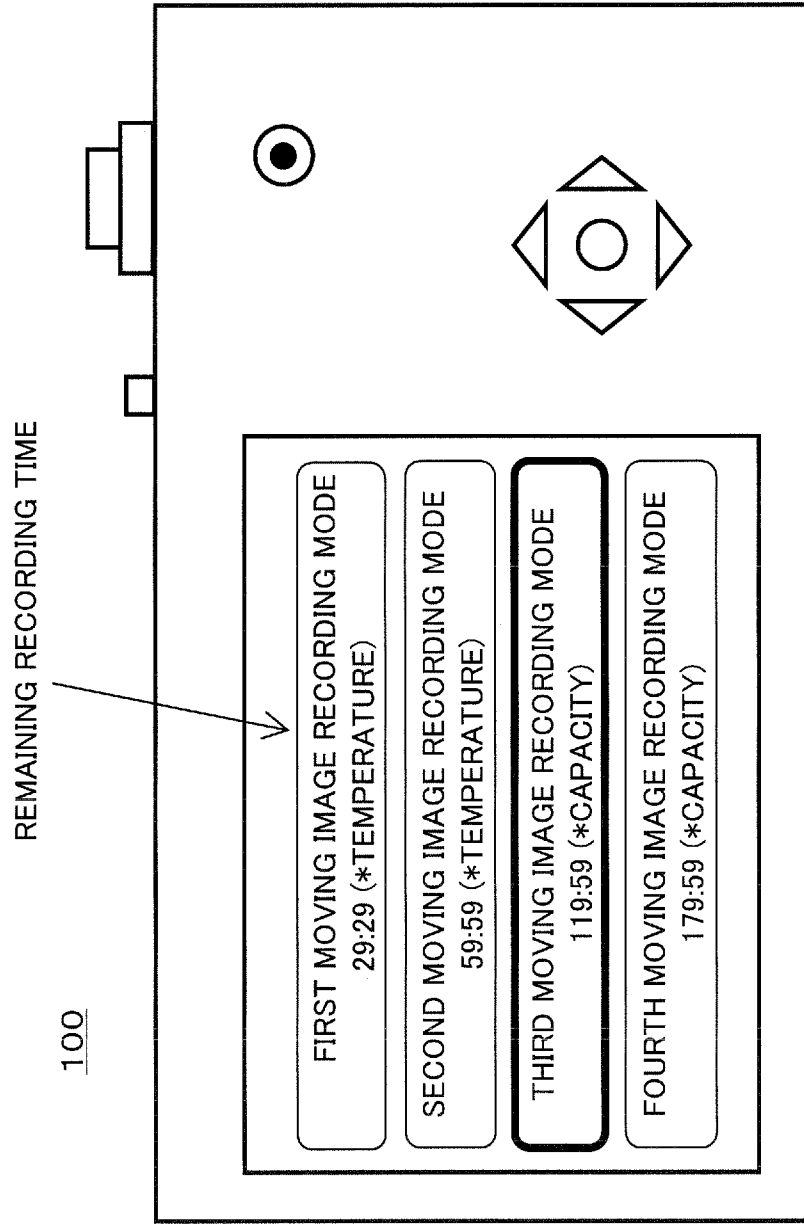 100
REMAINING RECORDING TIME
FIRST MOVING IMAGE RECORDING MODE
29:29 (*TEMPERATURE)
SECOND MOVING IMAGE RECORDING MODE
59:59 (*TEMPERATURE)
THIRD MOVING IMAGE RECORDING MODE
119:59 (*CAPACITY)
FOURTH MOVING IMAGE RECORDING MODE
179:59 (*CAPACITY)